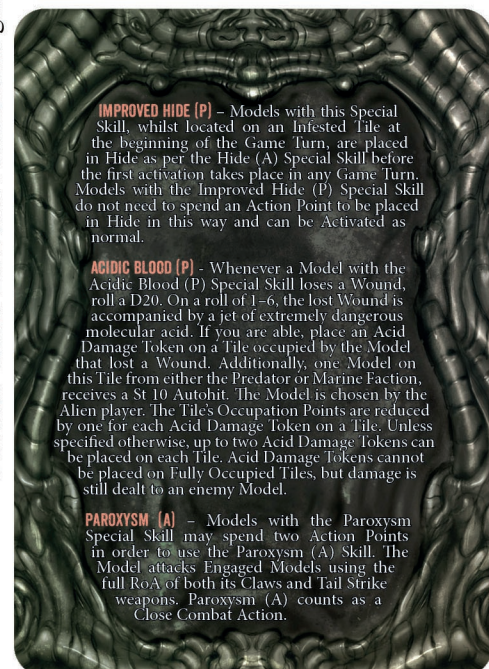 IMPROVED HIDE (P) – Models with this Special
Skill, whilst located on an Infested Tile at
the beginning of the Game Turn, are placed
in Hide as per the Hide (A) Special Skill before
the first activation takes place in any Game Turn.
Models with the Improved Hide (P) Special Skill
do not need to spend an Action Point to be placed
in Hide in this way and can be Activated as
normal.
ACIDIC BLOOD (P) - Whenever a Model with the
Acidic Blood (P) Special Skill loses a Wound,
roll a D20. On a roll of 1–6, the lost Wound is
accompanied by a jet of extremely dangerous
molecular acid. If you are able, place an Acid
Damage Token on a Tile occupied by the Model
that lost a Wound. Additionally, one Model on
this Tile from either the Predator or Marine Faction,
receives a St 10 Autohit. The Model is chosen by the
Alien player. The Tile's Occupation Points are reduced
by one for each Acid Damage Token on a Tile. Unless
specified otherwise, up to two Acid Damage Tokens can
be placed on each Tile. Acid Damage Tokens cannot
be placed on Fully Occupied Tiles, but damage is
still dealt to an enemy Model.
PAROXYSM (A) – Models with the Paroxysm
Special Skill may spend two Action Points
in order to use the Paroxysm (A) Skill. The
Model attacks Engaged Models using the
full RoA of both its Claws and Tail Strike
weapons. Paroxysm (A) counts as a
Close Combat Action.